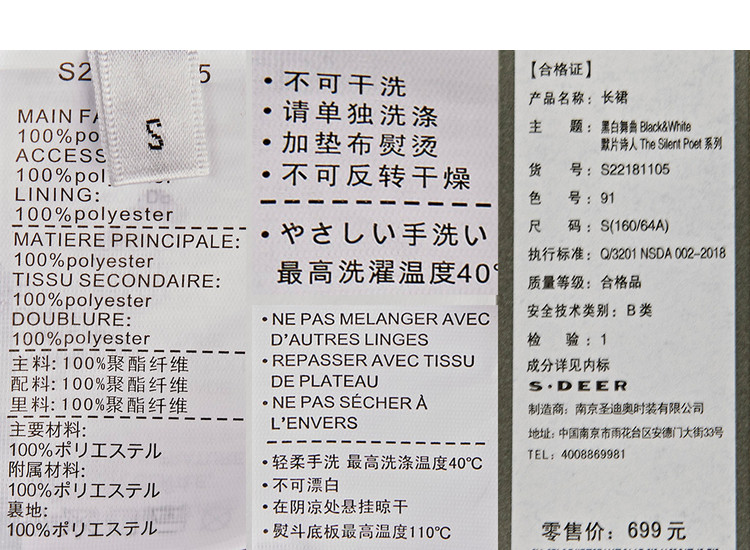 S2 5
S
MAIN FA
100%po
ACCESS
100%po
LINING:
100%polyester
MATIERE PRINCIPALE:
100%polyester
TISSU SECONDAIRE:
100%polyester
DOUBLURE:
100%polyester
主料: 100%聚酯纤维
配料: 100%聚酯纤维
里料: 100%聚酯纤维
主要材料:
100%ポリエステル
附属材料:
100%ポリエステル
裏地:
100%ポリエステル
• 不可干洗
• 请单独洗涤
• 加垫布熨烫
• 不可反转干燥
• やさしい手洗い
最高洗濯温度40°
• NE PAS MELANGER AVEC
D'AUTRES LINGES
• REPASSER AVEC TISSU
DE PLATEAU
• NE PAS SÉCHER À
L'ENVERS
• 轻柔手洗 最高洗涤温度40℃
• 不可漂白
• 在阴凉处悬挂晾干
• 熨斗底板最高温度110℃
【合格证】
产品名称: 长裙
主 题: 黑白舞曲 Black&White
默片诗人 The Silent Poet 系列
货 号: S22181105
色 号: 91
尺 码: S(160/64A)
执行标准: Q/3201 NSDA 002-2018
质量等级: 合格品
安全技术类别: B 类
检 验: 1
成分详见内标
S·DEER
制造商: 南京圣迪奥时装有限公司
地址: 中国南京市雨花台区安德门大街33号
TEL: 4008869981
零售价: 699 元